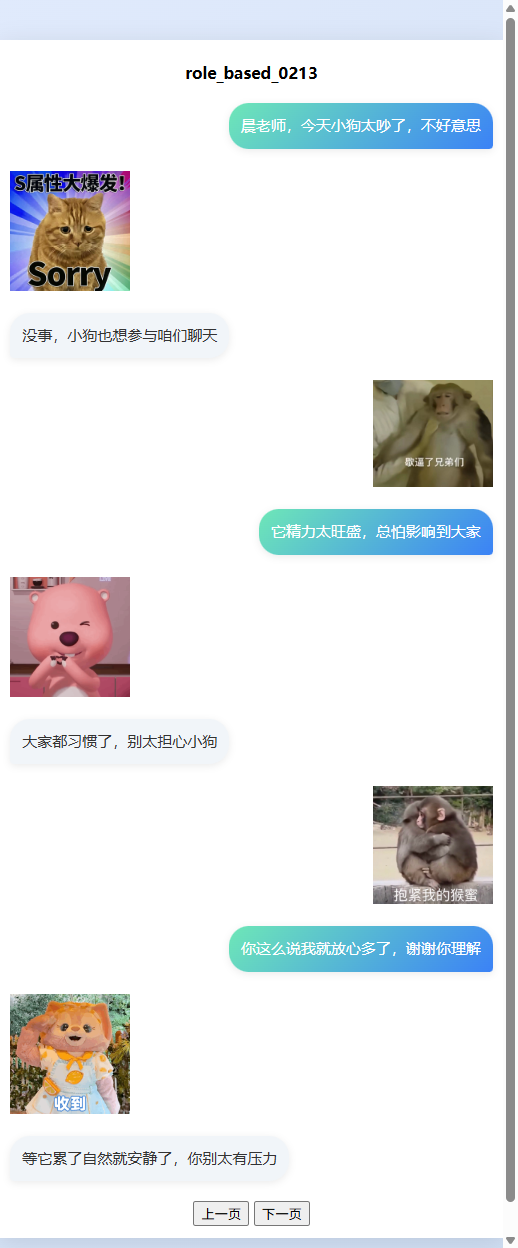 role_based_0213
晨老师，今天小狗太吵了，不好意思
S属性大爆发！
Sorry
没事，小狗也想参与咱们聊天
歇逼了兄弟们
它精力太旺盛，总怕影响到大家
LIVE
大家都习惯了，别太担心小狗
抱紧我的猴蜜
你这么说我就放心多了，谢谢你理解
收到
等它累了自然就安静了，你别太有压力
上一页 下一页